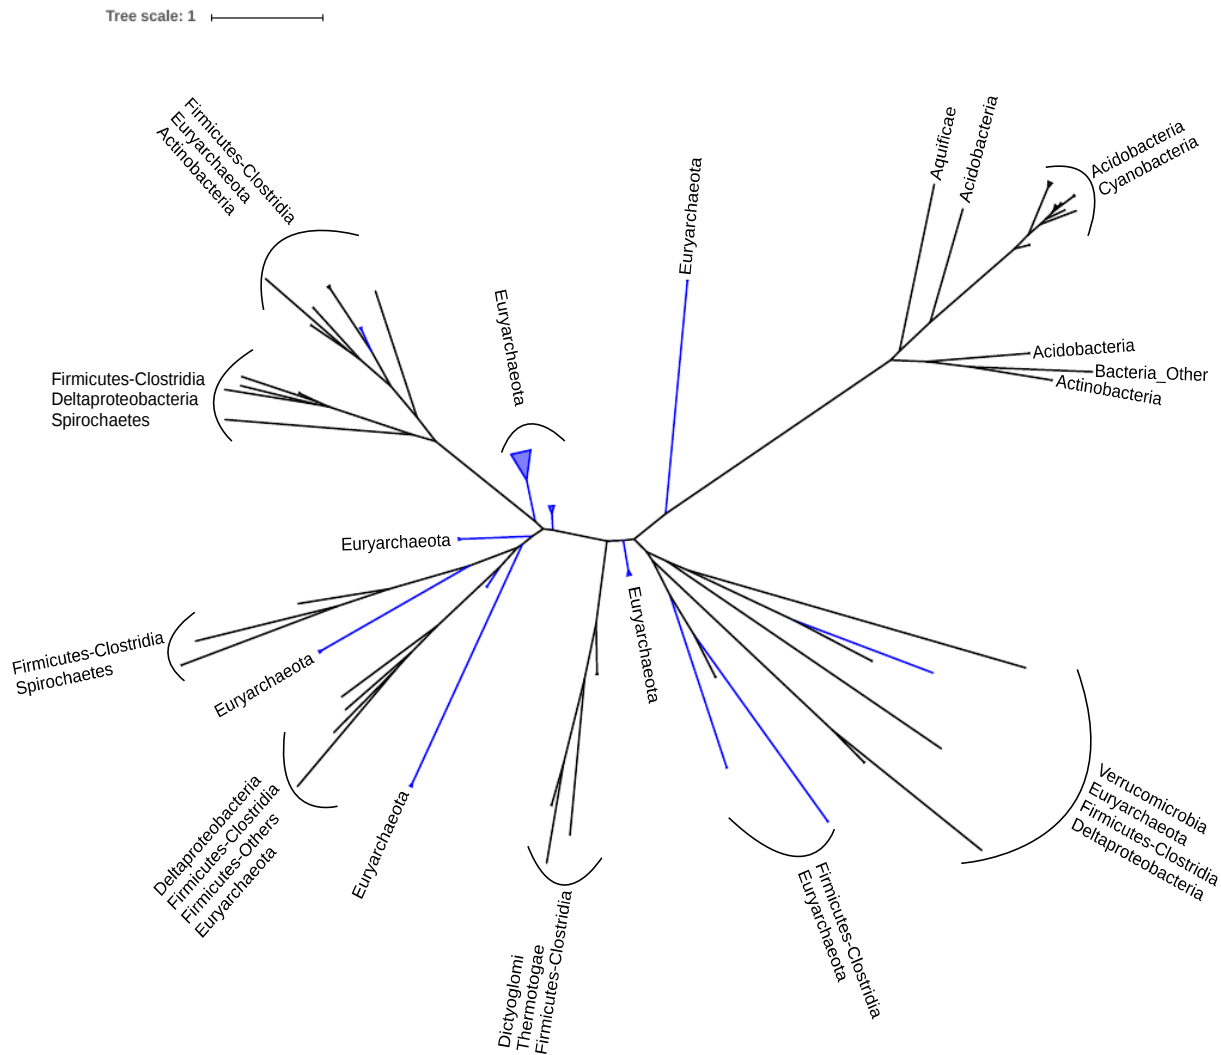 Tree scale: 1
Firmicutes-Clostridia
Euryarchaeota
Actinobacteria
Aquificae
Acidobacteria
Acidobacteria
Cyanobacteria
Euryarchaeota
Euryarchaeota
Acidobacteria
Bacteria_Other
Actinobacteria
Firmicutes-Clostridia
Deltaproteobacteria
Spirochaetes
Euryarchaeota
Euryarchaeota
Firmicutes-Clostridia
Spirochaetes
Euryarchaeota
Deltaproteobacteria
Firmicutes-Clostridia
Firmicutes-Others
Euryarchaeota
Euryarchaeota
Dictyoglomi
Thermotogae
Firmicutes-Clostridia
Firmicutes-Clostridia
Euryarchaeota
Verrucomicrobia
Euryarchaeota
Firmicutes-Clostridia
Deltaproteobacteria